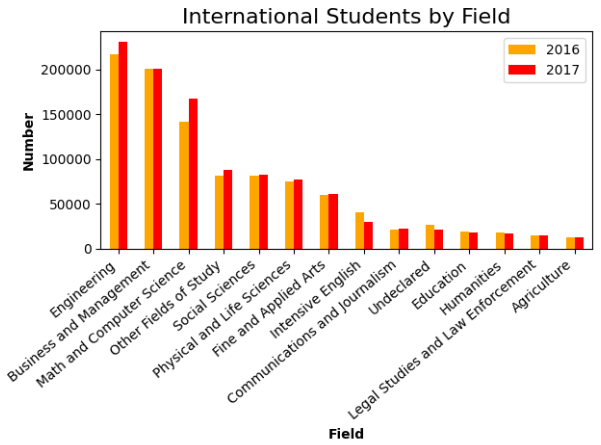 International Students by Field
2016
2017
Number
200000
150000
100000
50000
0
Engineering
Business and Management
Math and Computer Science
Other Fields of Study
Social Sciences
Physical and Life Sciences
Fine and Applied Arts
Intensive English
Communications and Journalism
Undeclared
Education
Humanities
Legal Studies and Law Enforcement
Agriculture
Field